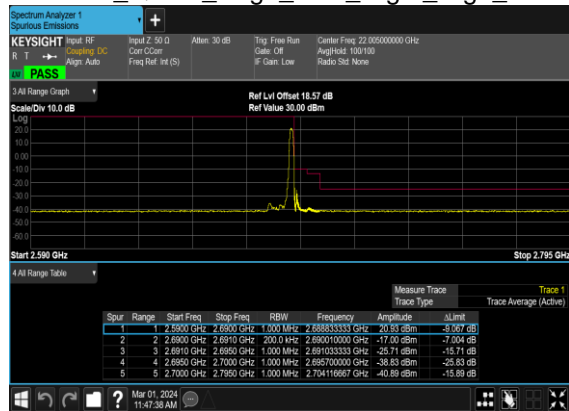 Spectrum Analyzer 1
Spurious Emissions
+
KEYSIGHT Input: RF Input Z: 50 Ω Atten: 30 dB Trig: Free Run Center Freq: 22.005000000 GHz
R T Coupling: DC Corr CCorr Gate: Off Avg|Hold: 100/100
Align: Auto Freq Ref: Int (S) IF Gain: Low Radio Std: None
PASS
3 All Range Graph
Ref Lvl Offset 18.57 dB
Scale/Div 10.0 dB Ref Value 30.00 dBm
Log
20.0
10.0
0.00
-10.0
-20.0
-30.0
-40.0
-50.0
-60.0
Start 2.590 GHz Stop 2.795 GHz
4 All Range Table
Measure Trace Trace 1
Trace Type Trace Average (Active)
Spur Range Start Freq Stop Freq RBW Frequency Amplitude ΔLimit
1 1 2.5900 GHz 2.6900 GHz 1.000 MHz 2.688833333 GHz 20.93 dBm -9.067 dB
2 2 2.6900 GHz 2.6910 GHz 200.0 kHz 2.690010000 GHz -17.00 dBm -7.004 dB
3 3 2.6910 GHz 2.6950 GHz 1.000 MHz 2.691033333 GHz -25.71 dBm -15.71 dB
4 4 2.6950 GHz 2.7000 GHz 1.000 MHz 2.695700000 GHz -38.83 dBm -25.83 dB
5 5 2.7000 GHz 2.7950 GHz 1.000 MHz 2.704116667 GHz -40.89 dBm -15.89 dB
? Mar 01, 2024
11:47:38 AM